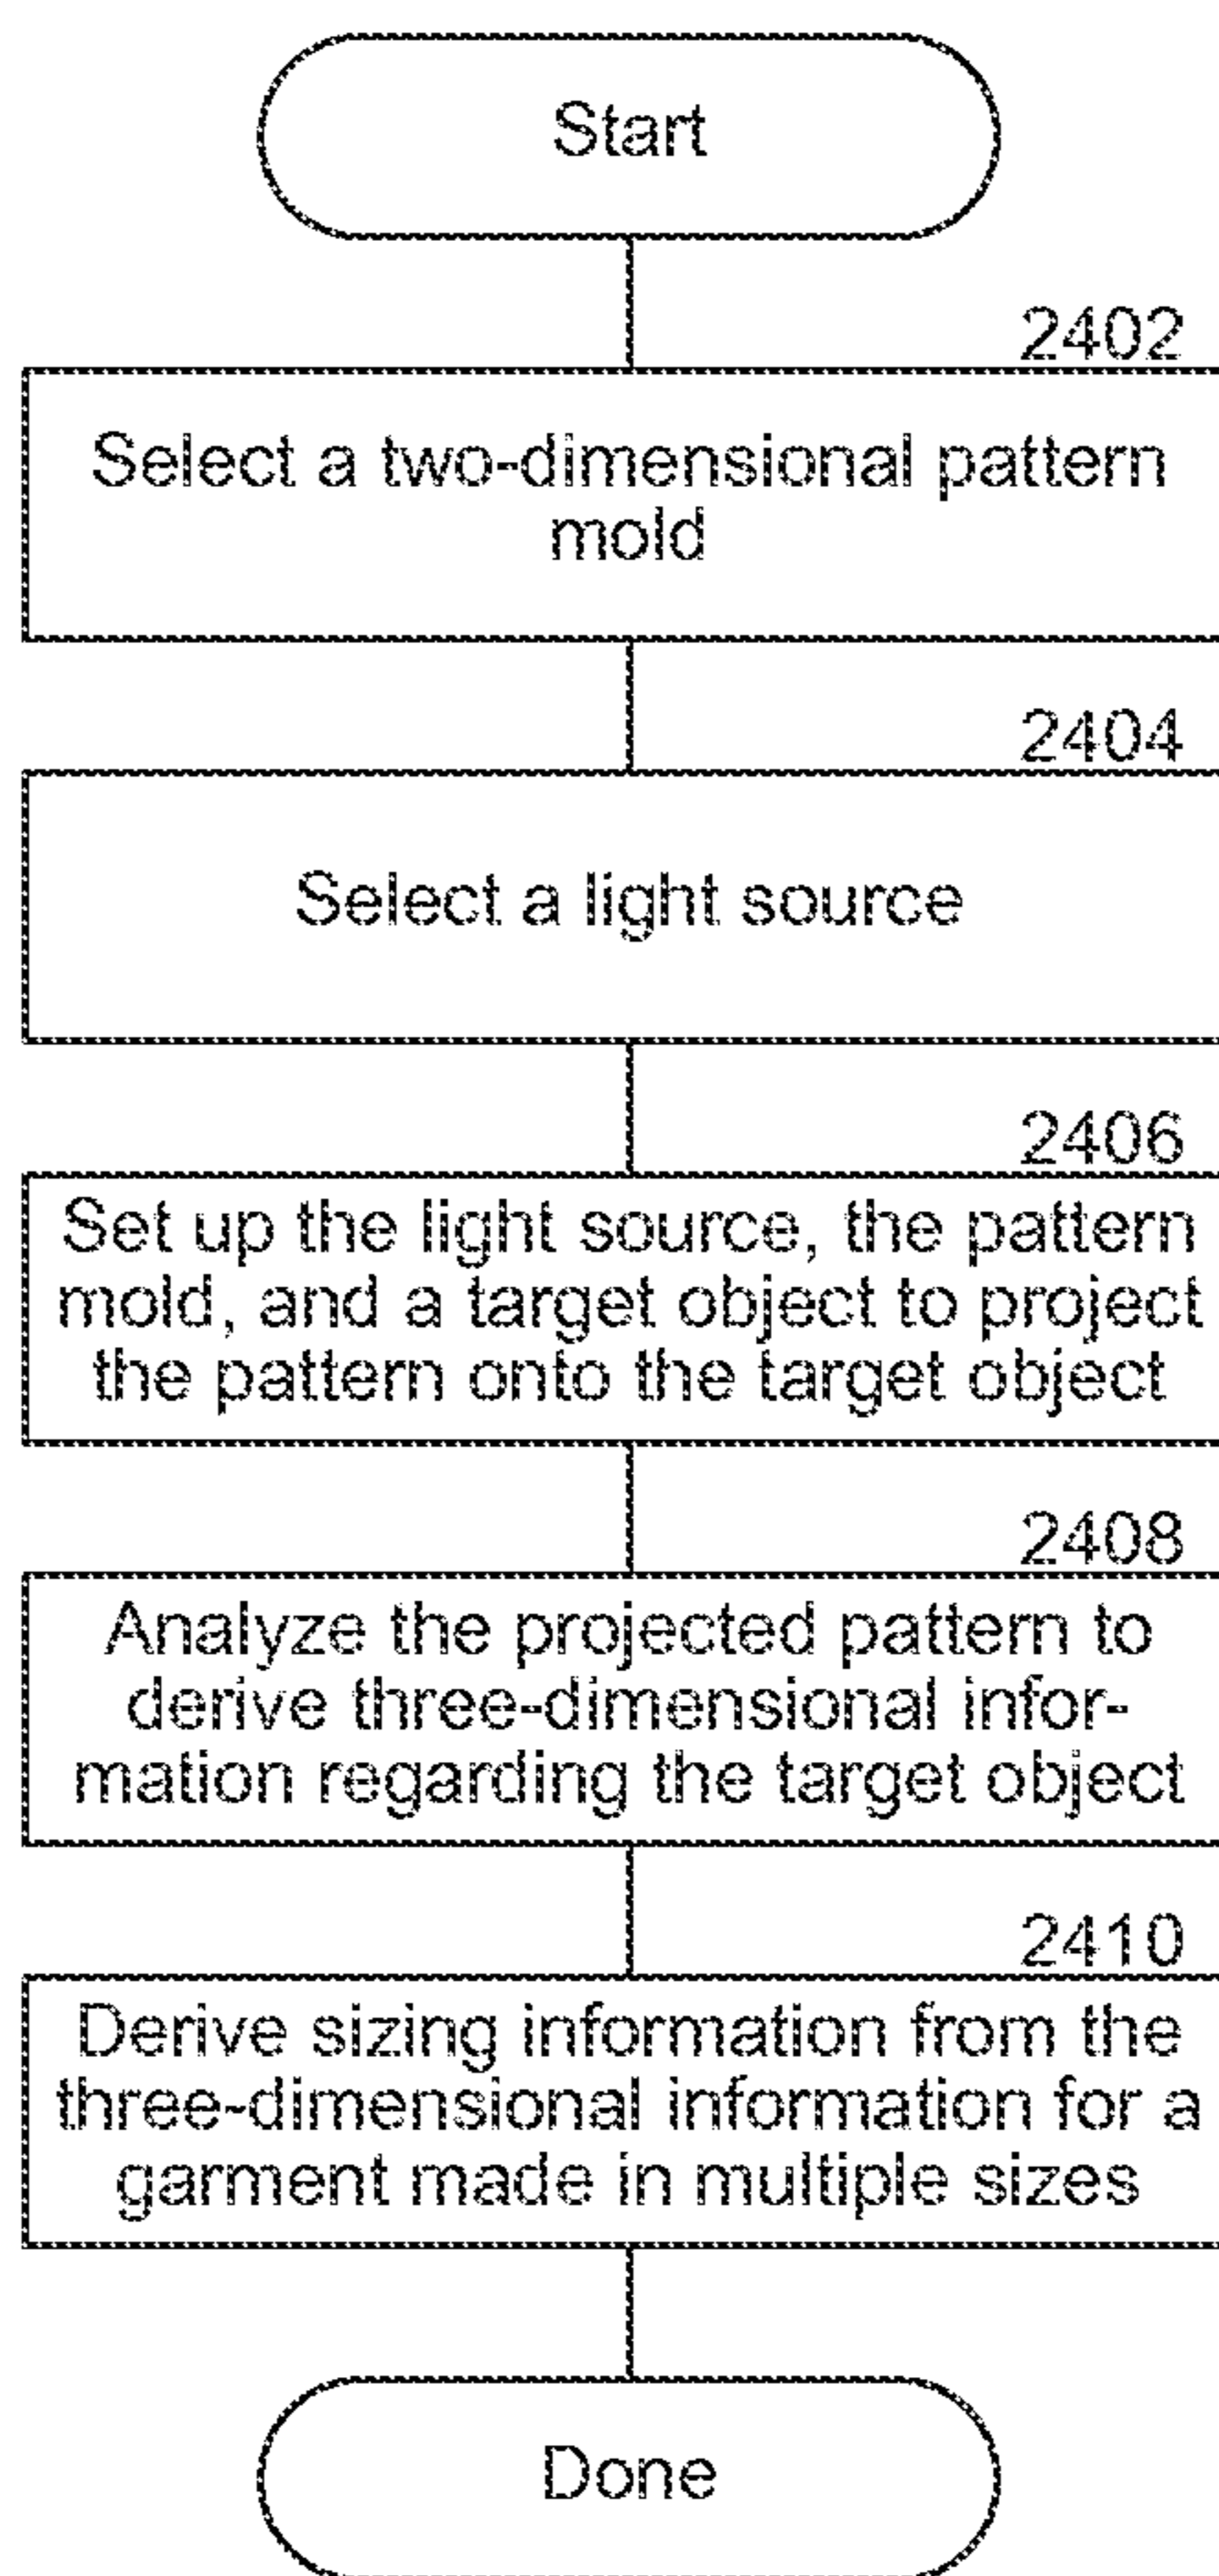 Start
2402
Select a two-dimensional pattern
mold
2404
Select a light source
2406
Set up the light source, the pattern
mold, and a target object to project
the pattern onto the target object
2408
Analyze the projected pattern to
derive three-dimensional infor-
mation regarding the target object
2410
Derive sizing information from the
three-dimensional information for a
garment made in multiple sizes
Done